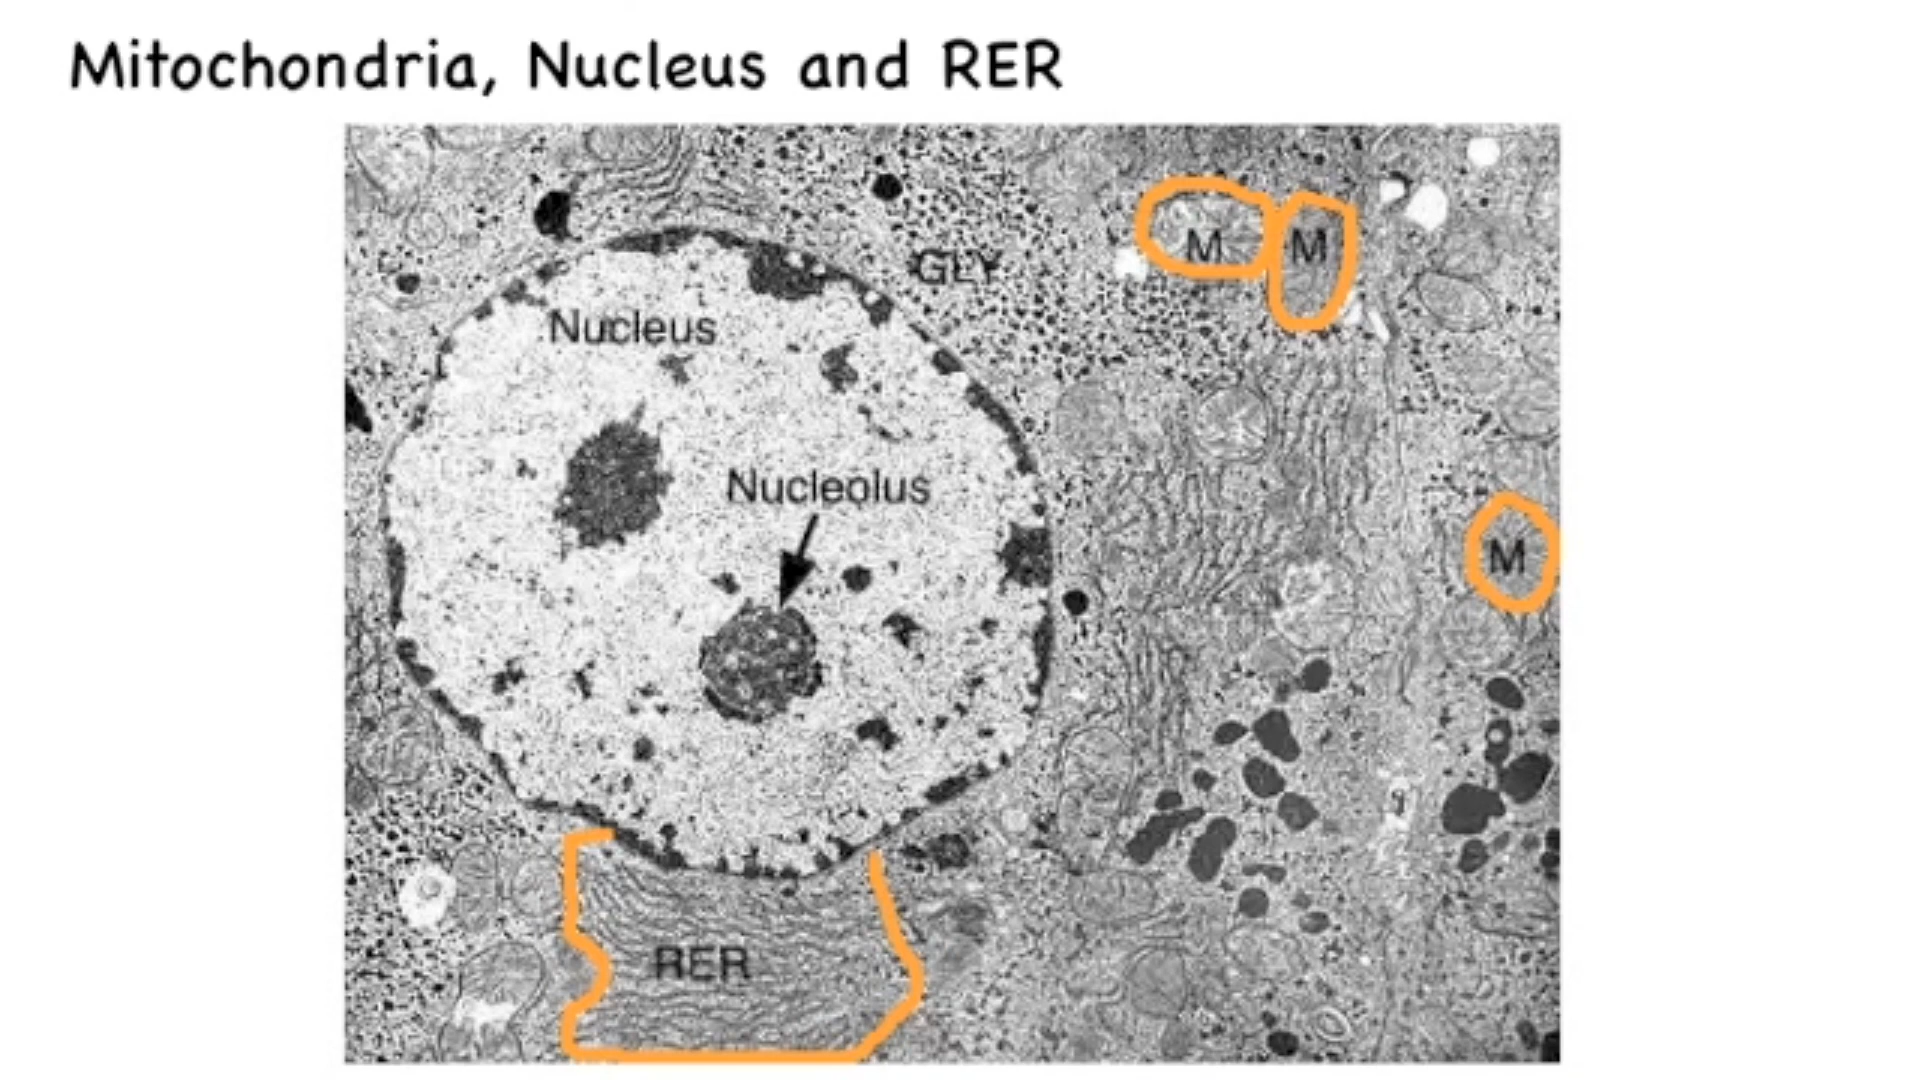 Mitochondria, Nucleus and RER
GLY
M
M
Nucleus
Nucleolus
M
RER